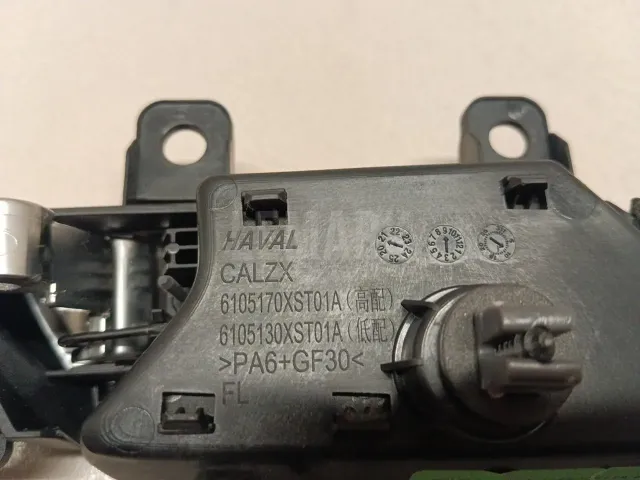 HAVAL
CALZX
6105170XST01A(高配)
6105130XST01A(低配)
>PA6+GF30<
FL